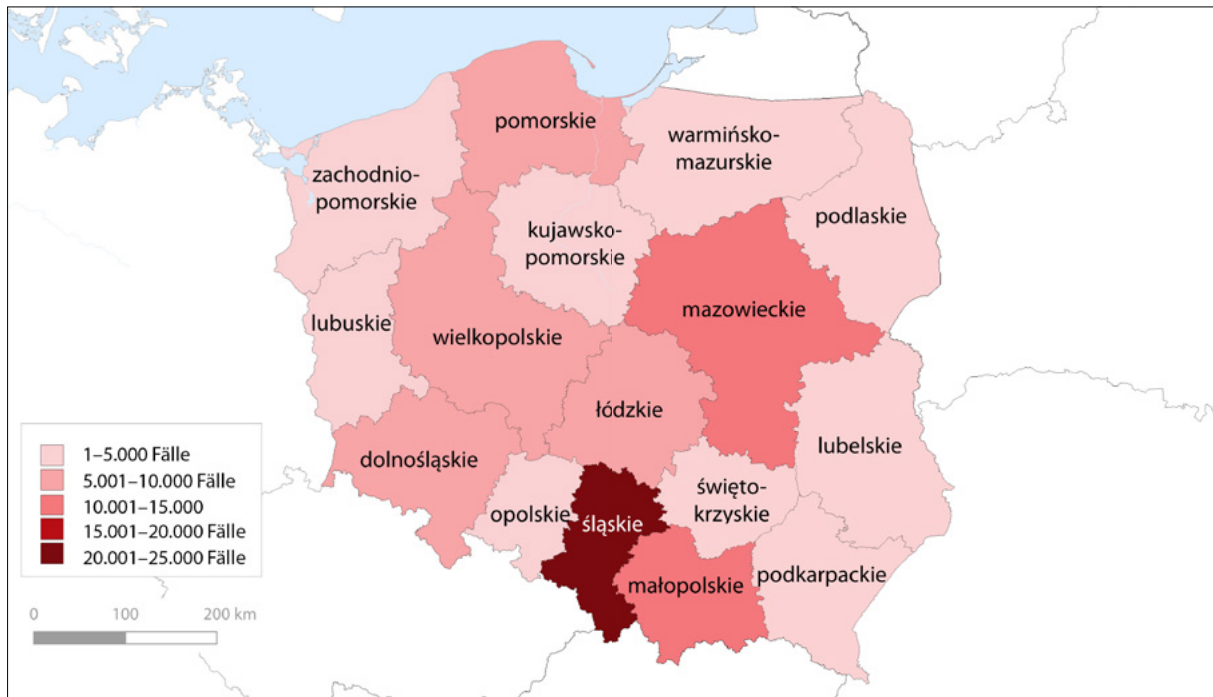 pomorskie
warmińsko-
mazurskie
zachodnio-
pomorskie
podlaskie
kujawsko-
pomorskie
mazowieckie
lubuskie
wielkopolskie
łódzkie
lubelskie
dolnośląskie
święto-
krzyskie
opolskie
śląskie
małopolskie
podkarpackie
1–5.000 Fälle
5.001–10.000 Fälle
10.001–15.000
15.001–20.000 Fälle
20.001–25.000 Fälle
0 100 200 km